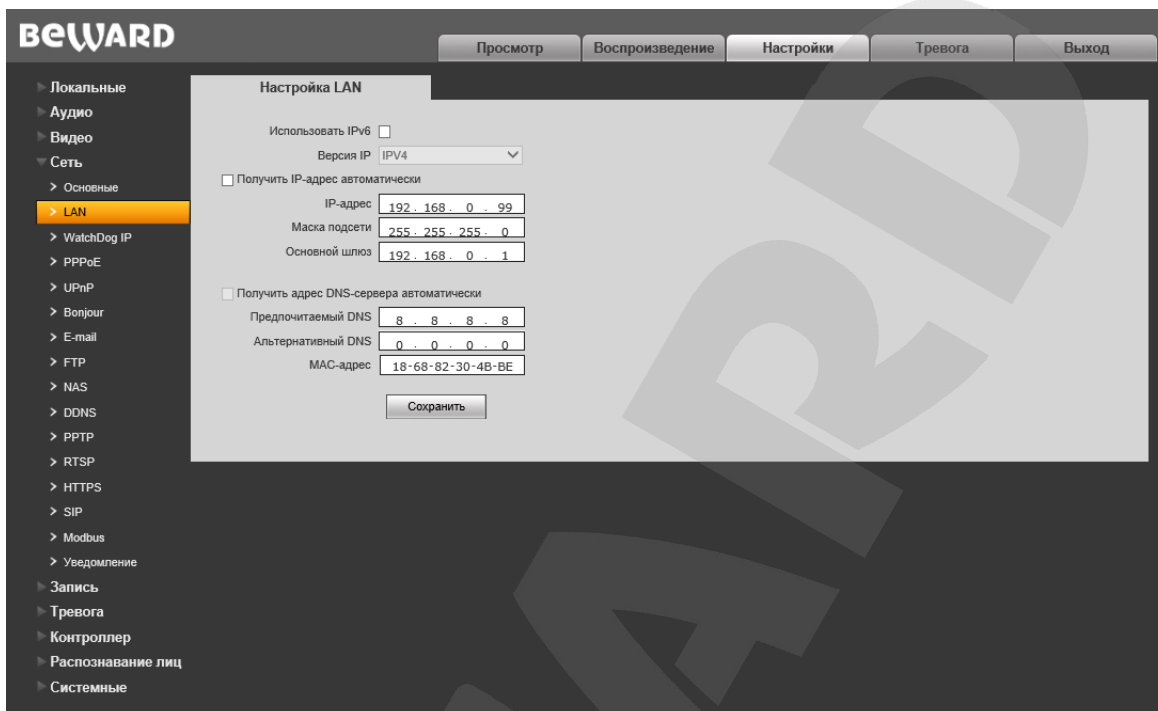 BEWARD
Просмотр
Воспроизведение
Настройки
Тревога
Выход
Локальные
Аудио
Видео
Сеть
Основные
LAN
WatchDog IP
PPPoE
UPnP
Bonjour
E-mail
FTP
NAS
DDNS
PPTP
RTSP
HTTPS
SIP
Modbus
Уведомление
Запись
Тревога
Контроллер
Распознавание лиц
Системные
Настройка LAN
Использовать IPv6
Версия IP IPV4
Получить IP-адрес автоматически
IP-адрес 192 . 168 . 0 . 99
Маска подсети 255 . 255 . 255 . 0
Основной шлюз 192 . 168 . 0 . 1
Получить адрес DNS-сервера автоматически
Предпочитаемый DNS 8 . 8 . 8 . 8
Альтернативный DNS 0 . 0 . 0 . 0
MAC-адрес 18-68-82-30-4B-BE
Сохранить
ARD